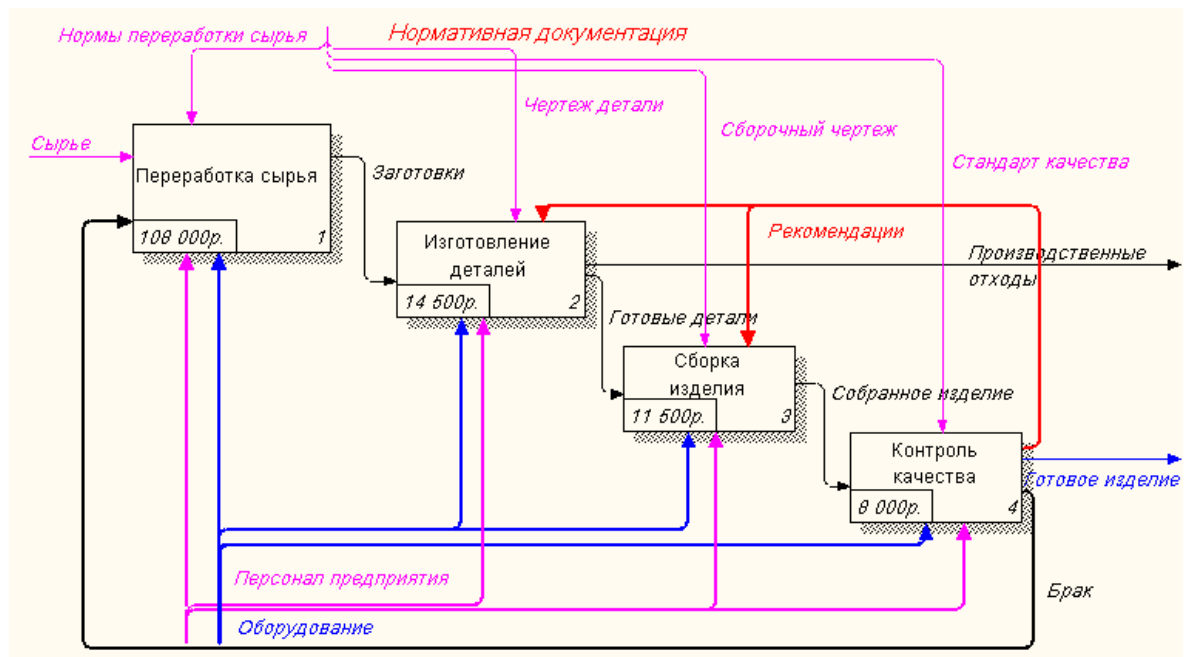 Нормы переработки сырья
Нормативная документация
Чертеж детали
Сборочный чертеж
Стандарт качества
Сырье
Переработка сырья
108 000р.
1
Заготовки
Изготовление
деталей
14 500р.
2
Рекомендации
Производственные
отходы
Готовые детали
Сборка
изделия
11 500р.
3
Собранное изделие
Контроль
качества
8 000р.
4
Готовое изделие
Персонал предприятия
Оборудование
Брак